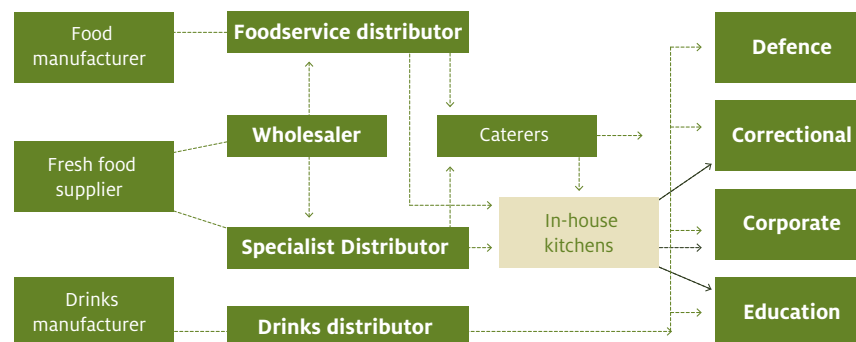 Food
manufacturer
Foodservice distributor
Defence
Wholesaler
Caterers
Correctional
Fresh food
supplier
In-house
kitchens
Corporate
Specialist Distributor
Drinks
manufacturer
Drinks distributor
Education